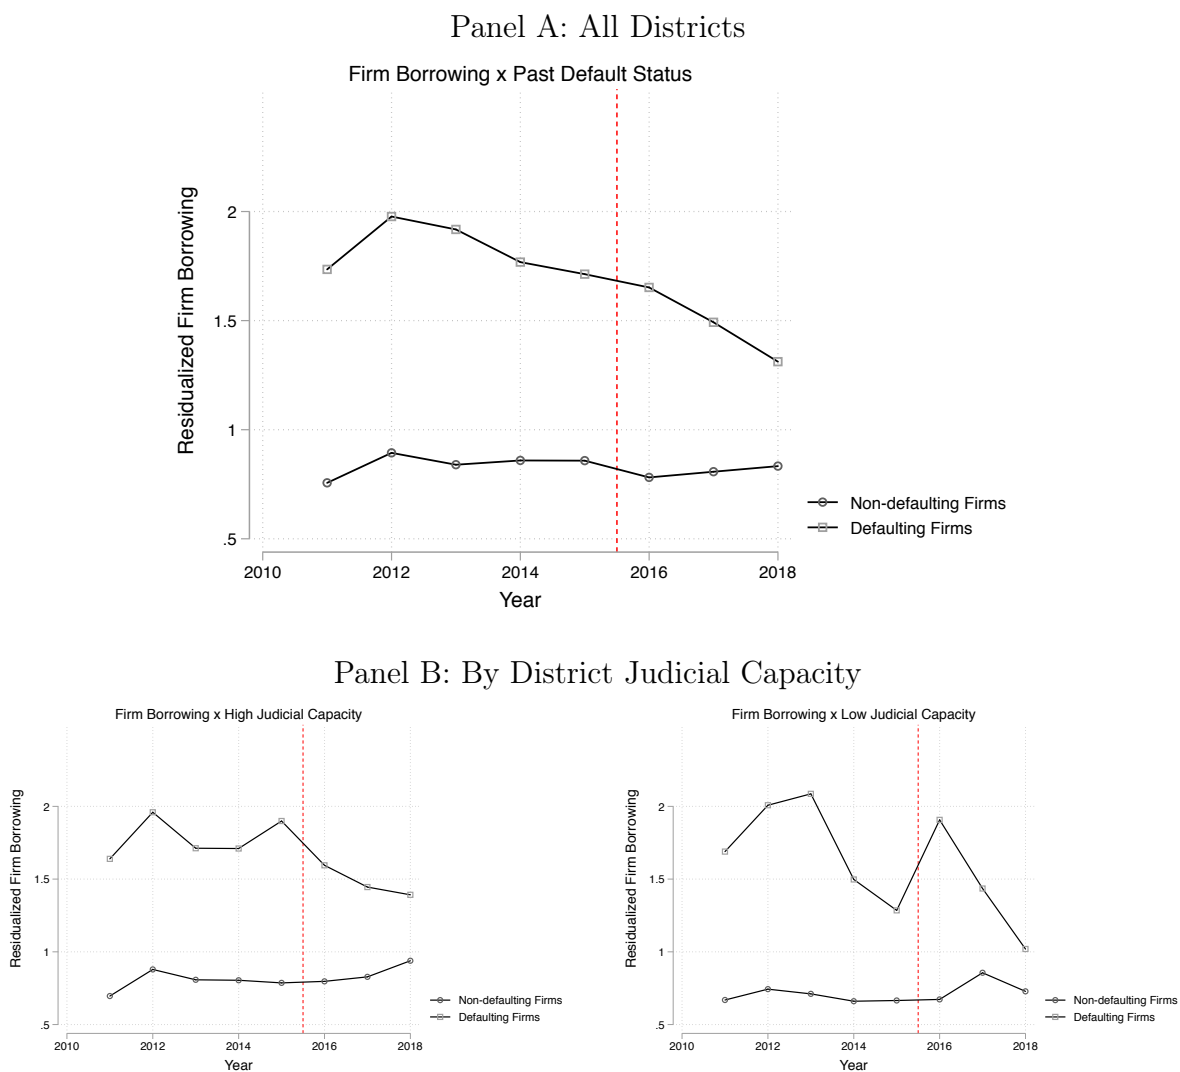 Panel A: All Districts
Firm Borrowing x Past Default Status
Residualized Firm Borrowing
2
1.5
1
.5
2010 2012 2014 2016 2018
Year
Non-defaulting Firms
Defaulting Firms
Panel B: By District Judicial Capacity
Firm Borrowing x High Judicial Capacity
Residualized Firm Borrowing
2
1.5
1
.5
2010 2012 2014 2016 2018
Year
Non-defaulting Firms
Defaulting Firms
Firm Borrowing x Low Judicial Capacity
Residualized Firm Borrowing
2
1.5
1
.5
2010 2012 2014 2016 2018
Year
Non-defaulting Firms
Defaulting Firms